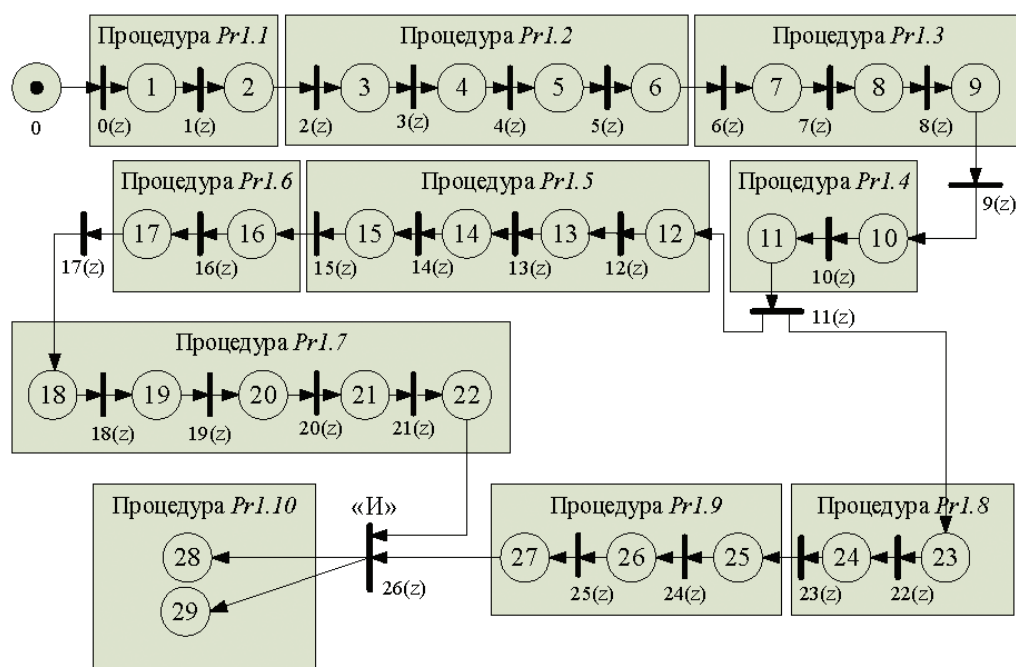 Процедура Pr1.1
Процедура Pr1.2
Процедура Pr1.3
1 2 3 4 5 6 7 8 9
0 0(z) 1(z) 2(z) 3(z) 4(z) 5(z) 6(z) 7(z) 8(z)
Процедура Pr1.6
Процедура Pr1.5
Процедура Pr1.4
9(z)
17 16 15 14 13 12 11 10
17(z) 16(z) 15(z) 14(z) 13(z) 12(z) 10(z)
11(z)
Процедура Pr1.7
18 19 20 21 22
18(z) 19(z) 20(z) 21(z)
Процедура Pr1.10
«И»
Процедура Pr1.9
Процедура Pr1.8
28 27 26 25 24 23
29 26(z) 25(z) 24(z) 23(z) 22(z)